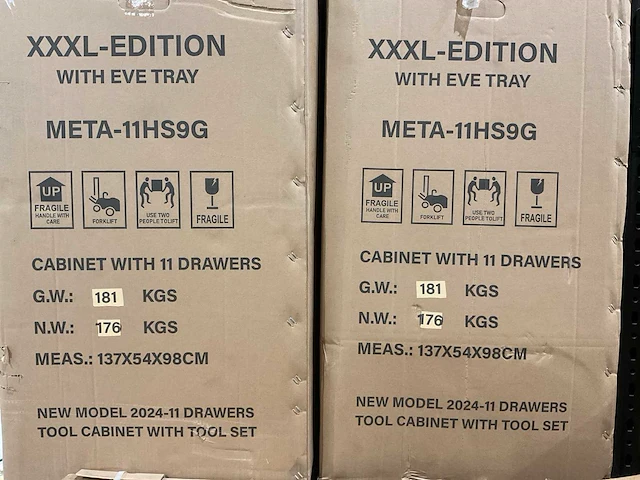 XXXL-EDITION
WITH EVE TRAY
META-11HS9G
UP
FRAGILE
HANDLE WITH
CARE
FORKLIFT
USE TWO
PEOPLE TO LIFT
FRAGILE
CABINET WITH 11 DRAWERS
G.W.: 181 KGS
N.W.: 176 KGS
MEAS.: 137X54X98CM
NEW MODEL 2024-11 DRAWERS
TOOL CABINET WITH TOOL SET
XXXL-EDITION
WITH EVE TRAY
META-11HS9G
UP
FRAGILE
HANDLE WITH
CARE
FORKLIFT
USE TWO
PEOPLE TO LIFT
FRAGILE
CABINET WITH 11 DRAWERS
G.W.: 181 KGS
N.W.: 176 KGS
MEAS.: 137X54X98CM
NEW MODEL 2024-11 DRAWERS
TOOL CABINET WITH TOOL SET